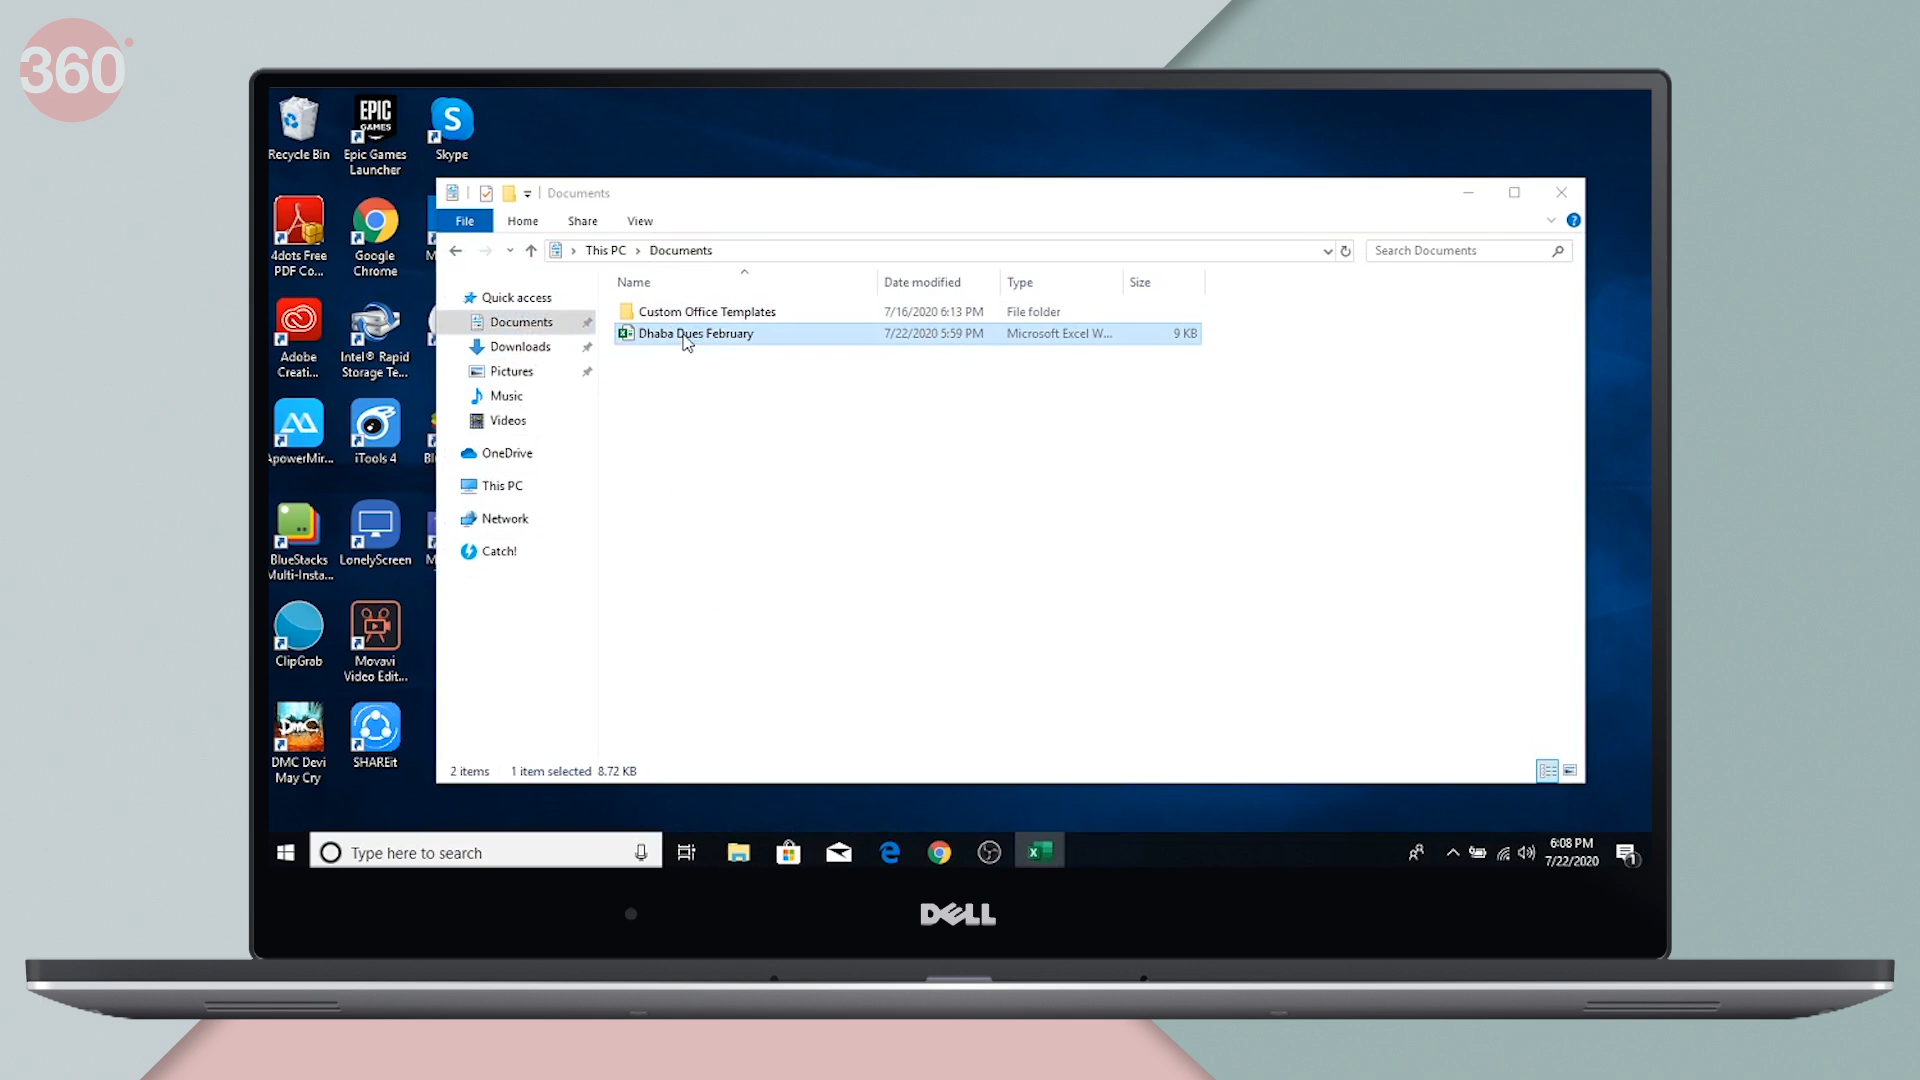 360°
Recycle Bin
EPIC
GAMES
Epic Games
Launcher
S
Skype
4dots Free
PDF Co...
Google
Chrome
Adobe
Creati...
Intel® Rapid
Storage Te...
ApowerMir...
iTools 4
BlueStacks
Multi-Insta...
LonelyScreen
ClipGrab
Movavi
Video Edit...
DMC
DMC Devi
May Cry
SHAREit
Documents
File
Home
Share
View
This PC
Documents
Search Documents
Quick access
Documents
Downloads
Pictures
Music
Videos
OneDrive
This PC
Network
Catch!
Name
Date modified
Type
Size
Custom Office Templates
7/16/2020 6:13 PM
File folder
Dhaba Dues February
7/22/2020 5:59 PM
Microsoft Excel W...
9 KB
2 items
1 item selected 8.72 KB
Type here to search
6:08 PM
7/22/2020
1
DELL